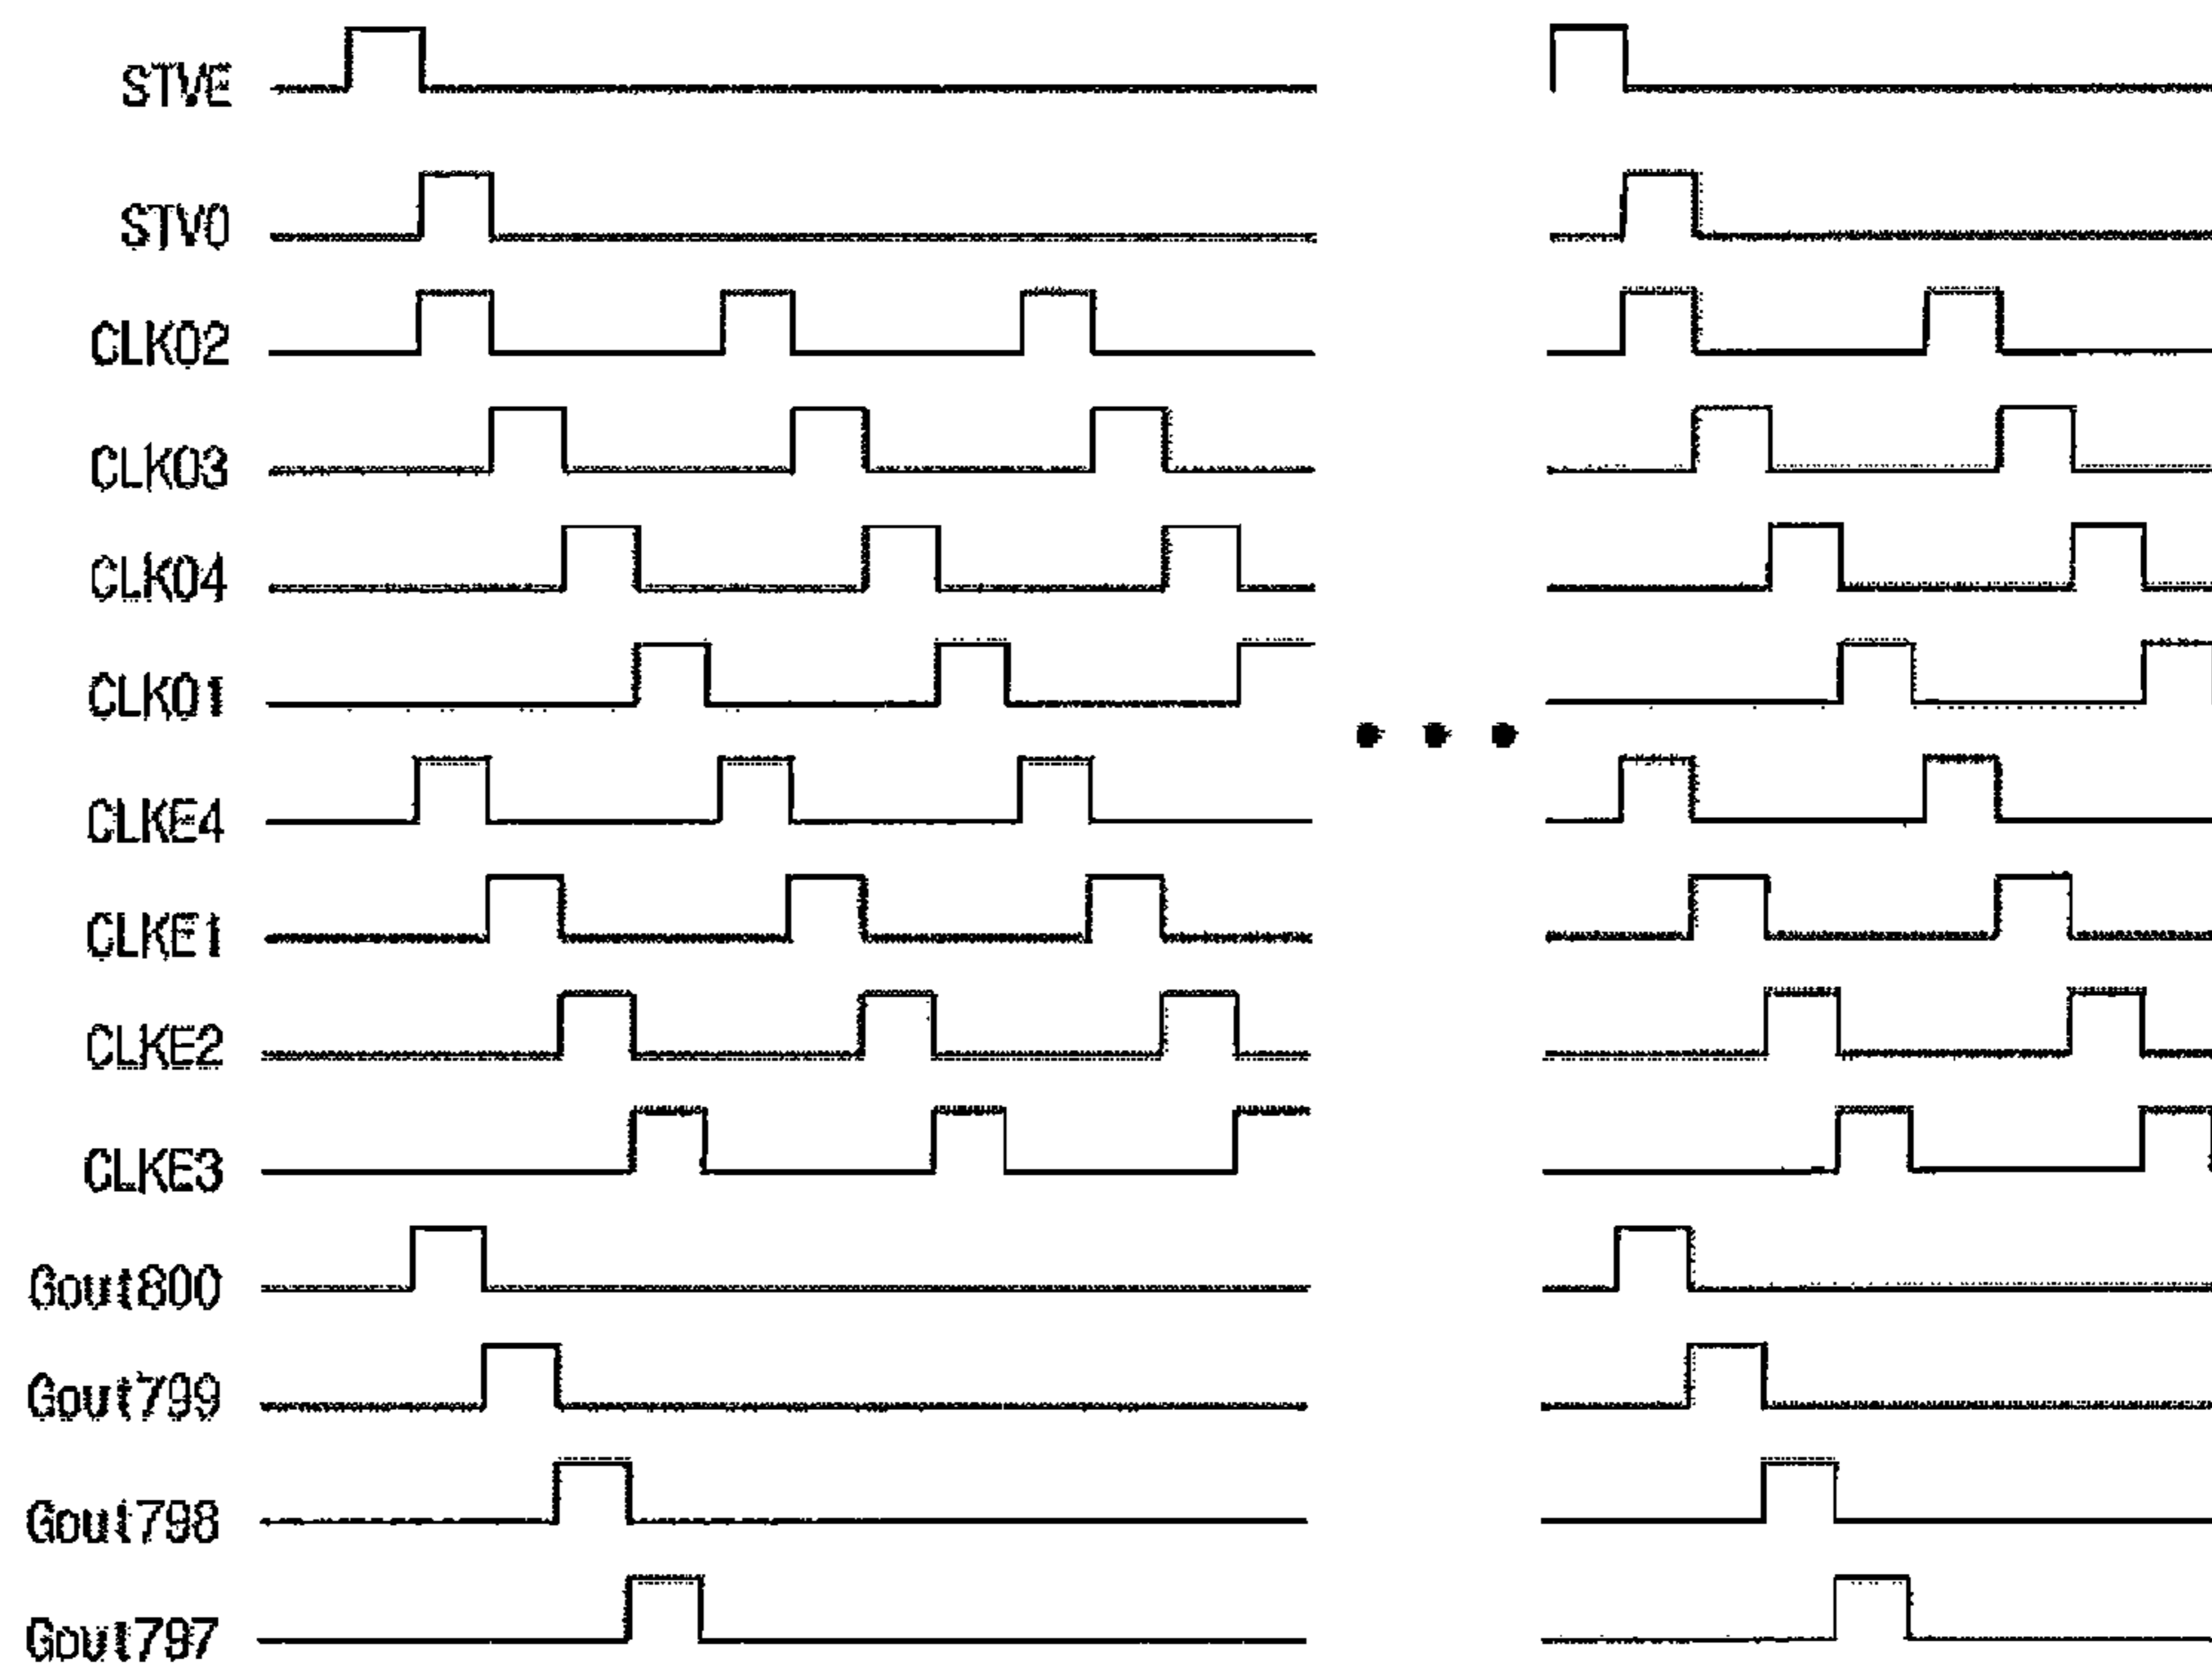 STVE
STVO
CLKO2
CLKO3
CLKO4
CLKO1
CLKE4
CLKE1
CLKE2
CLKE3
Gout800
Gout799
Gout798
Gout797